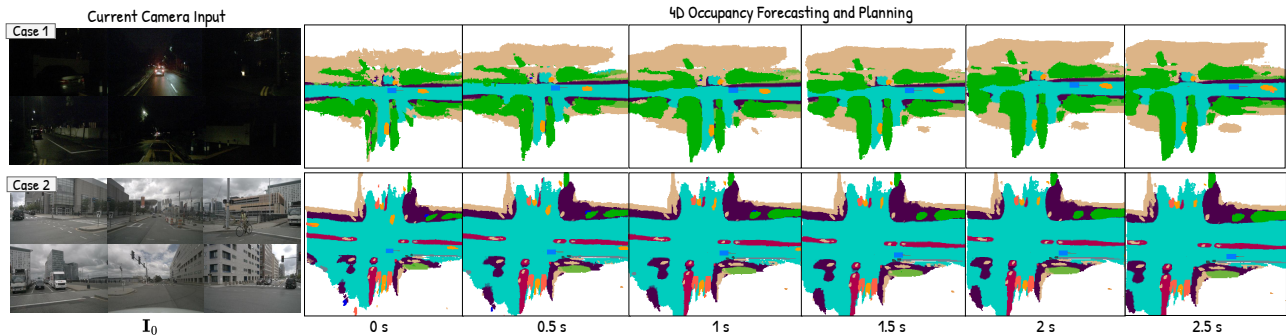 Current Camera Input
4D Occupancy Forecasting and Planning
Case 1
Case 2
I₀
0 s
0.5 s
1 s
1.5 s
2 s
2.5 s